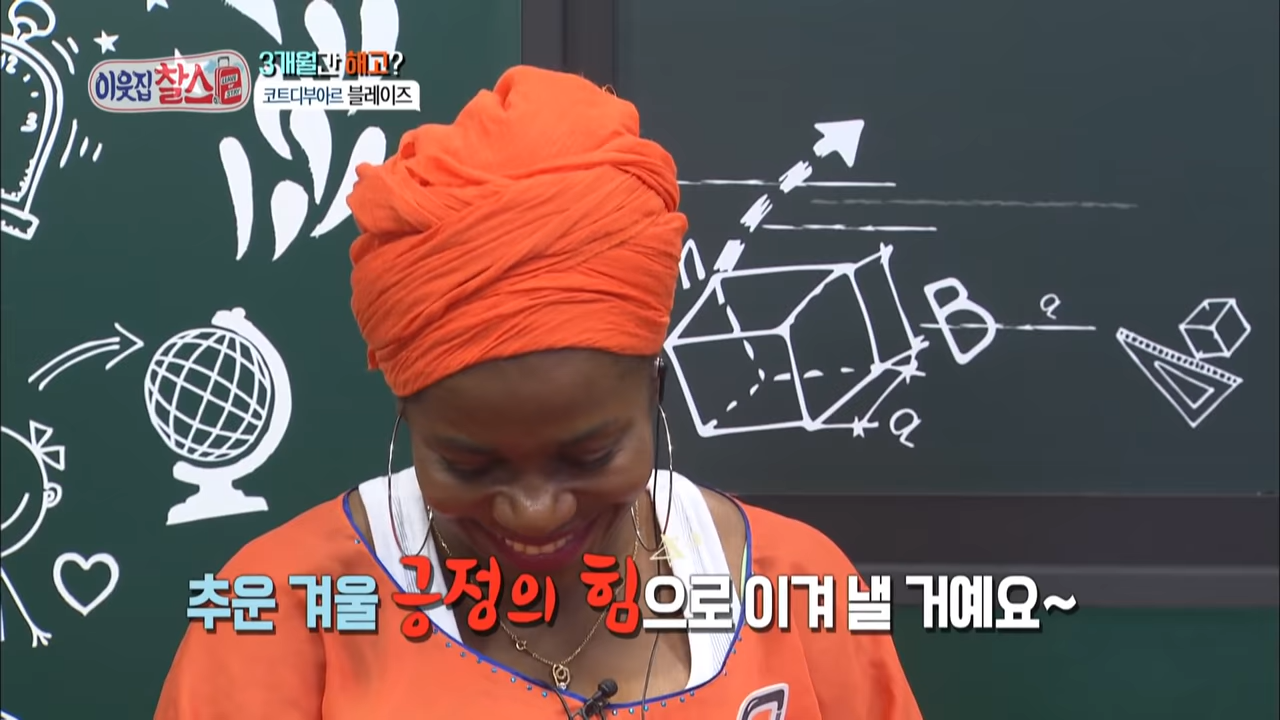 이웃집 찰스
3개월간 해고?
코트디부아르 블레이즈
B
a
a
추운 겨울 긍정의 힘으로 이겨 낼 거예요~